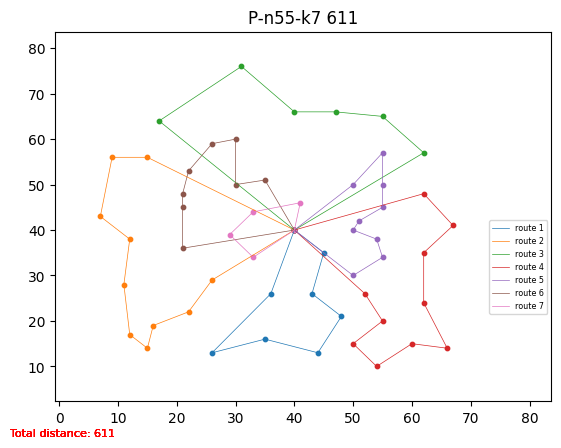 P-n55-k7 611
80
70
60
50
40
30
20
10
0 10 20 30 40 50 60 70 80
route 1
route 2
route 3
route 4
route 5
route 6
route 7
Total distance: 611